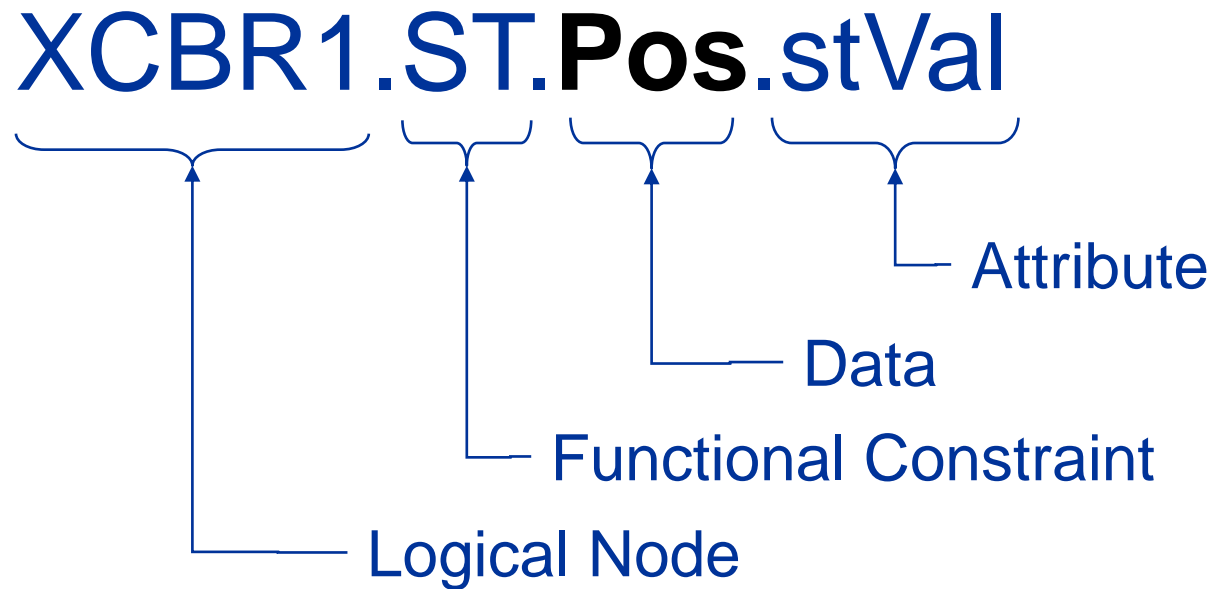 XCBR1.ST.Pos.stVal
Attribute
Data
Functional Constraint
Logical Node